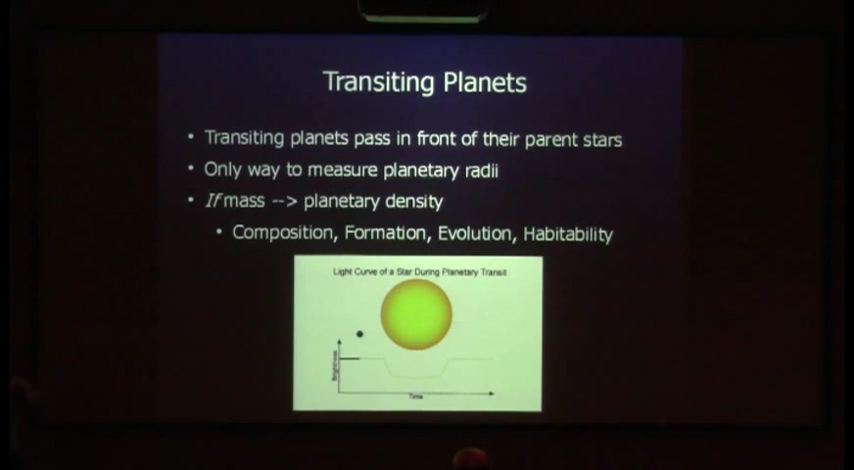 Transiting Planets
• Transiting planets pass in front of their parent stars
• Only way to measure planetary radii
• If mass --> planetary density
• Composition, Formation, Evolution, Habitability
Light Curve of a Star During Planetary Transit
Brightness
Time